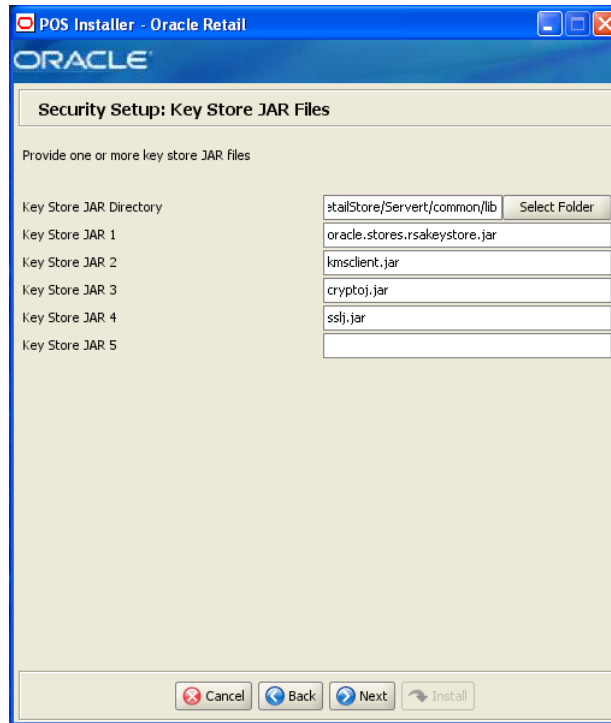 POS Installer - Oracle Retail
ORACLE
Security Setup: Key Store JAR Files
Provide one or more key store JAR files
Key Store JAR Directory etailStore/Servert/common/lib Select Folder
Key Store JAR 1 oracle.stores.rsakeystore.jar
Key Store JAR 2 kmsclient.jar
Key Store JAR 3 cryptoj.jar
Key Store JAR 4 sslj.jar
Key Store JAR 5
Cancel Back Next Install